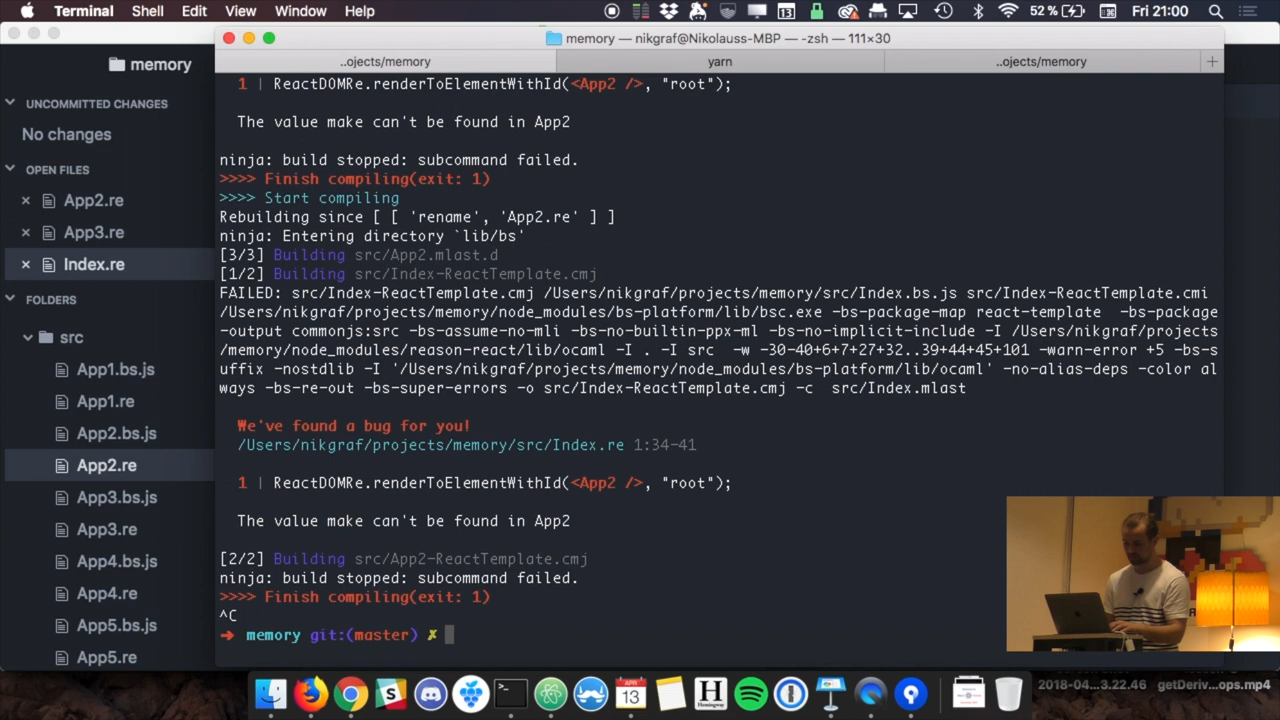 Terminal Shell Edit View Window Help
52 % Fri 21:00
memory — nikgraf@Nikolauss-MBP — -zsh — 111×30
..ojects/memory yarn ..ojects/memory +
memory
UNCOMMITTED CHANGES
No changes
OPEN FILES
× App2.re
× App3.re
× Index.re
FOLDERS
src
App1.bs.js
App1.re
App2.bs.js
App2.re
App3.bs.js
App3.re
App4.bs.js
App4.re
App5.bs.js
App5.re
1 | ReactDOMRe.renderToElementWithId(<App2 />, "root");
The value make can't be found in App2
ninja: build stopped: subcommand failed.
>>>> Finish compiling(exit: 1)
>>>> Start compiling
Rebuilding since [ [ 'rename', 'App2.re' ] ]
ninja: Entering directory `lib/bs'
[3/3] Building src/App2.mlast.d
[1/2] Building src/Index-ReactTemplate.cmj
FAILED: src/Index-ReactTemplate.cmj /Users/nikgraf/projects/memory/src/Index.bs.js src/Index-ReactTemplate.cmi
/Users/nikgraf/projects/memory/node_modules/bs-platform/lib/bsc.exe -bs-package-map react-template  -bs-package
-output commonjs:src -bs-assume-no-mli -bs-no-builtin-ppx-ml -bs-no-implicit-include -I /Users/nikgraf/projects
/memory/node_modules/reason-react/lib/ocaml -I . -I src  -w -30-40+6+7+27+32..39+44+45+101 -warn-error +5 -bs-s
uffix -nostdlib -I '/Users/nikgraf/projects/memory/node_modules/bs-platform/lib/ocaml' -no-alias-deps -color al
ways -bs-re-out -bs-super-errors -o src/Index-ReactTemplate.cmj -c  src/Index.mlast
We've found a bug for you!
/Users/nikgraf/projects/memory/src/Index.re 1:34-41
1 | ReactDOMRe.renderToElementWithId(<App2 />, "root");
The value make can't be found in App2
[2/2] Building src/App2-ReactTemplate.cmj
ninja: build stopped: subcommand failed.
>>>> Finish compiling(exit: 1)
^C
➜ memory git:(master) ✗
APR
13
2018-04...3.22.46 getDeriv...ops.mp4